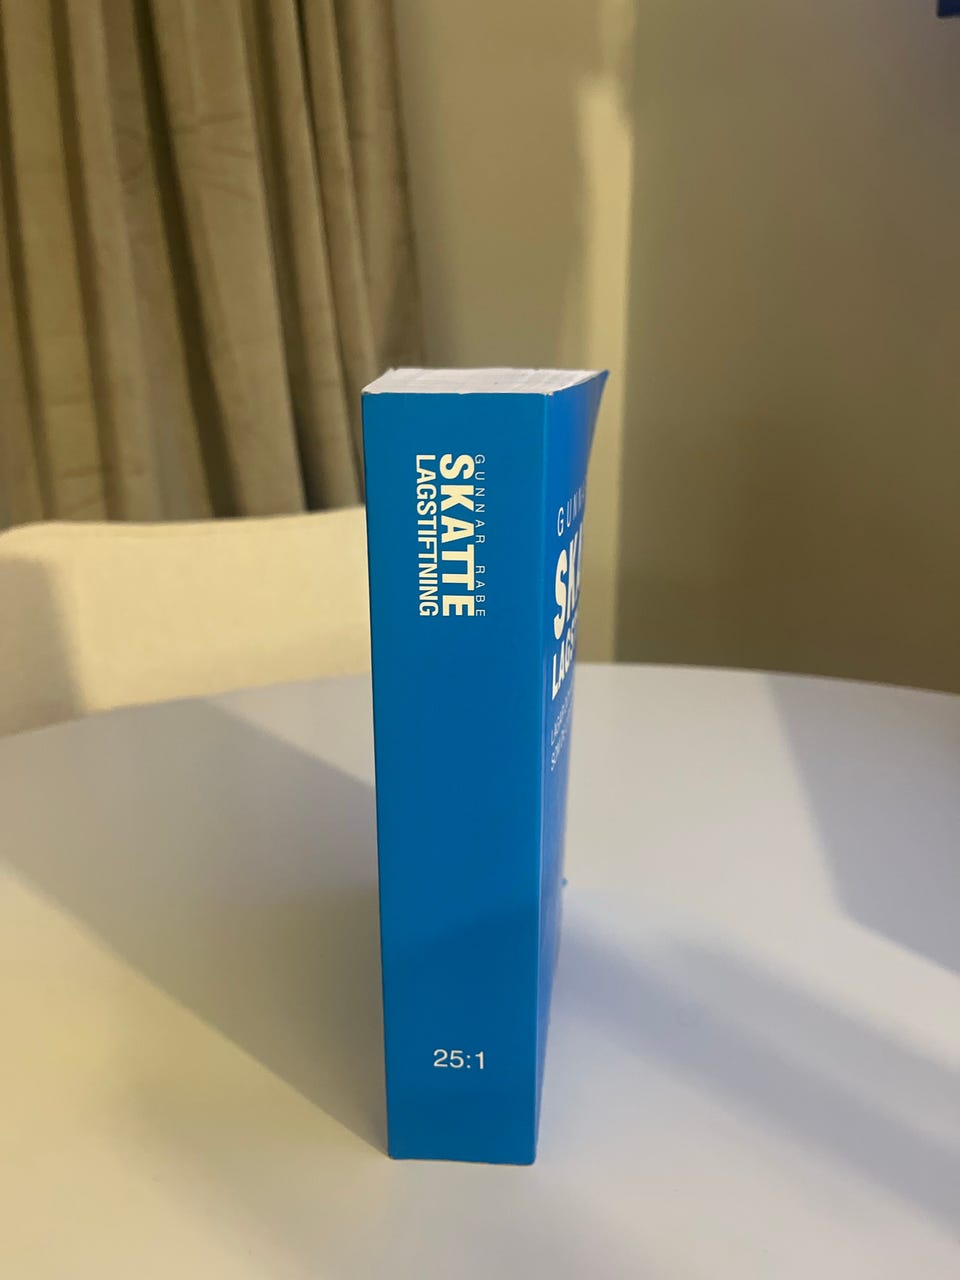 GUNNAR RABE
SKATTE
LAGSTIFTNING
25:1